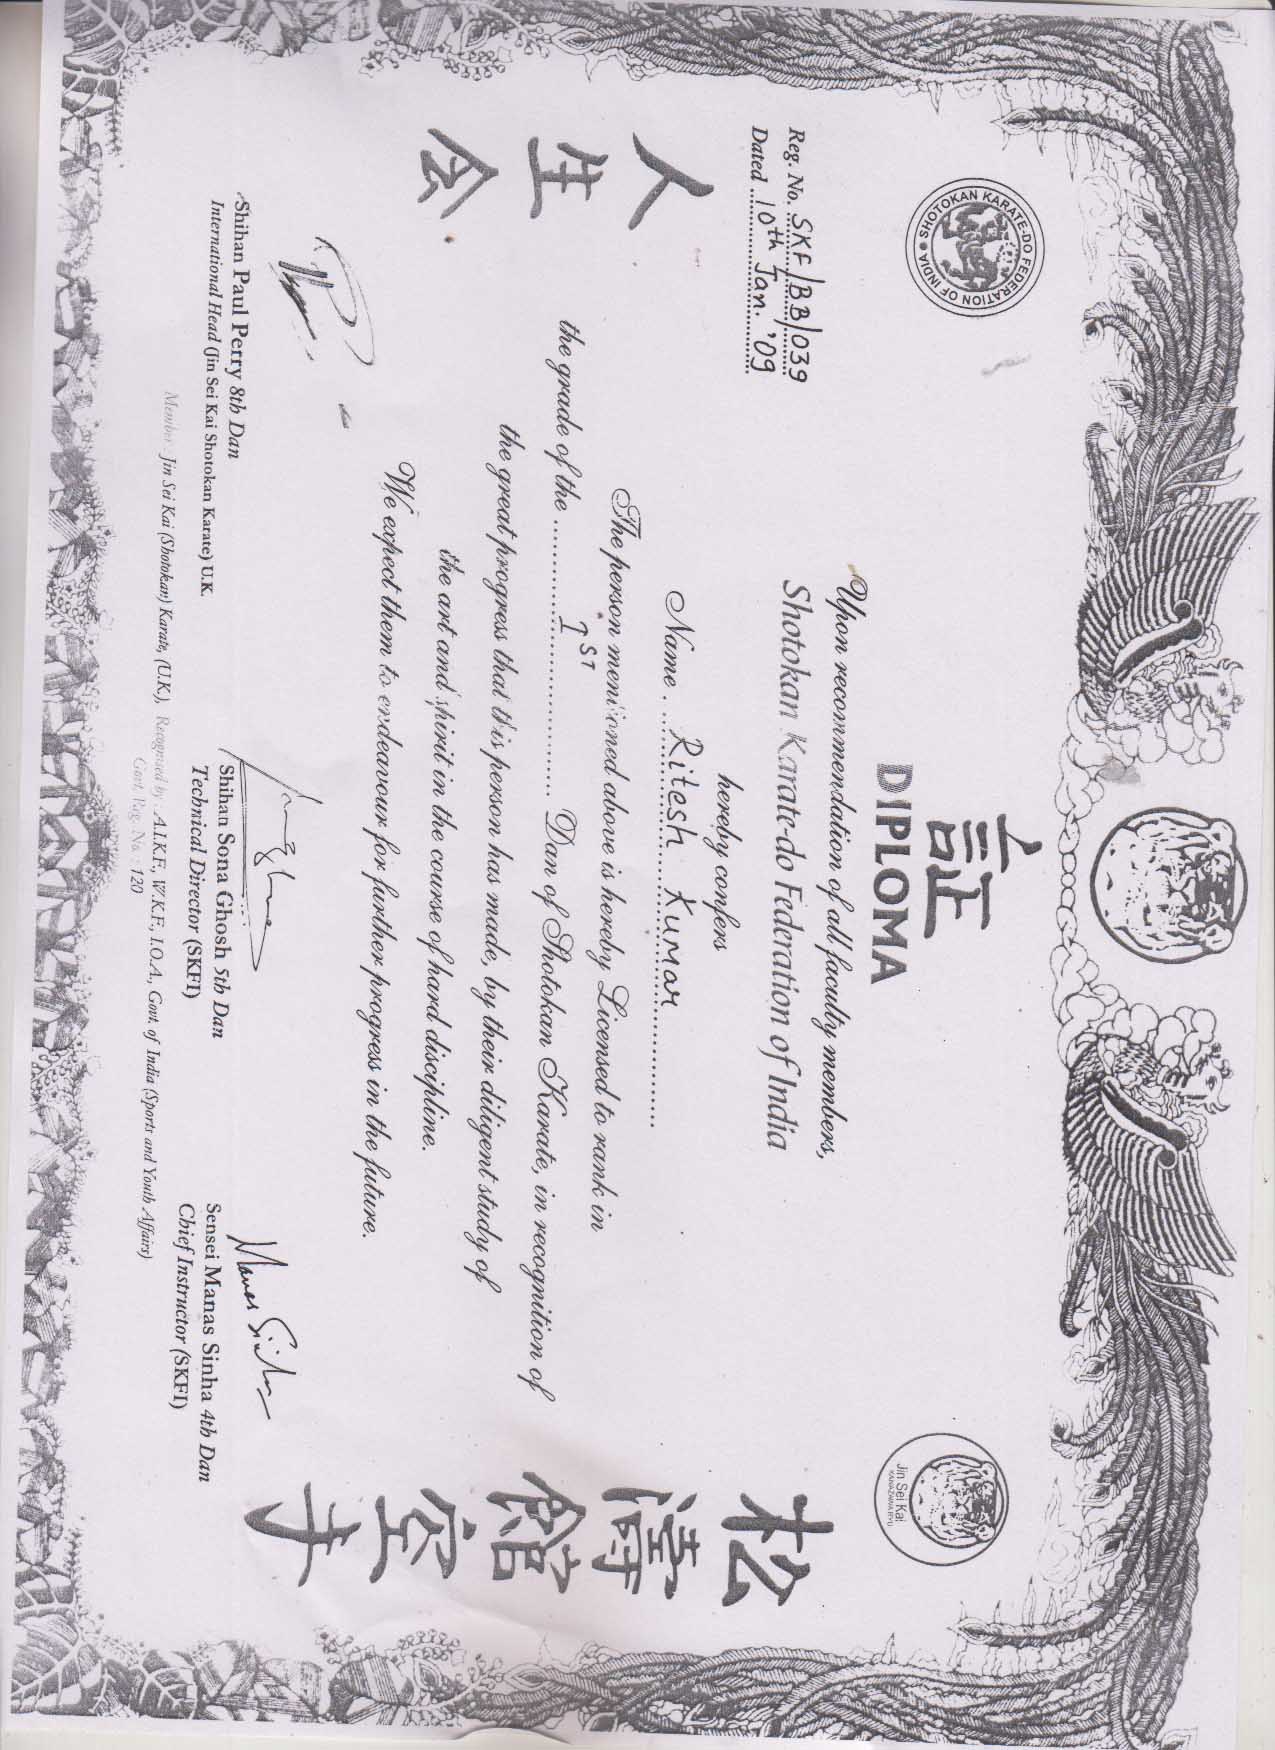 SHOTOKAN KARATE-DO FEDERATION OF INDIA
証
DIPLOMA
Jin Sei Kai
KANAZAWA RYU
Upon recommendation of all faculty members,
Shotokan Karate-do Federation of India
Reg. No. SKF/BB/039
Dated 10th Jan. '09
hereby confers
Name Ritesh Kumar
The person mentioned above is hereby Licensed to rank in
the grade of the 1ST Dan of Shotokan Karate, in recognition of
the great progress that this person has made, by their diligent study of
the art and spirit in the course of hard discipline.
We expect them to endeavour for further progress in the future.
人生会
松濤館空手
Manas Sinha
Shihan Paul Perry 8th Dan
International Head (Jin Sei Kai Shotokan Karate) U.K.
Shihan Sona Ghosh 5th Dan
Technical Director (SKFI)
Sensei Manas Sinha 4th Dan
Chief Instructor (SKFI)
Member : Jin Sei Kai (Shotokan) Karate, (U.K.), Recognised by : A.I.K.F., W.K.F., I.O.A., Govt. of India (Sports and Youth Affairs)
Govt. Reg. No. : 120